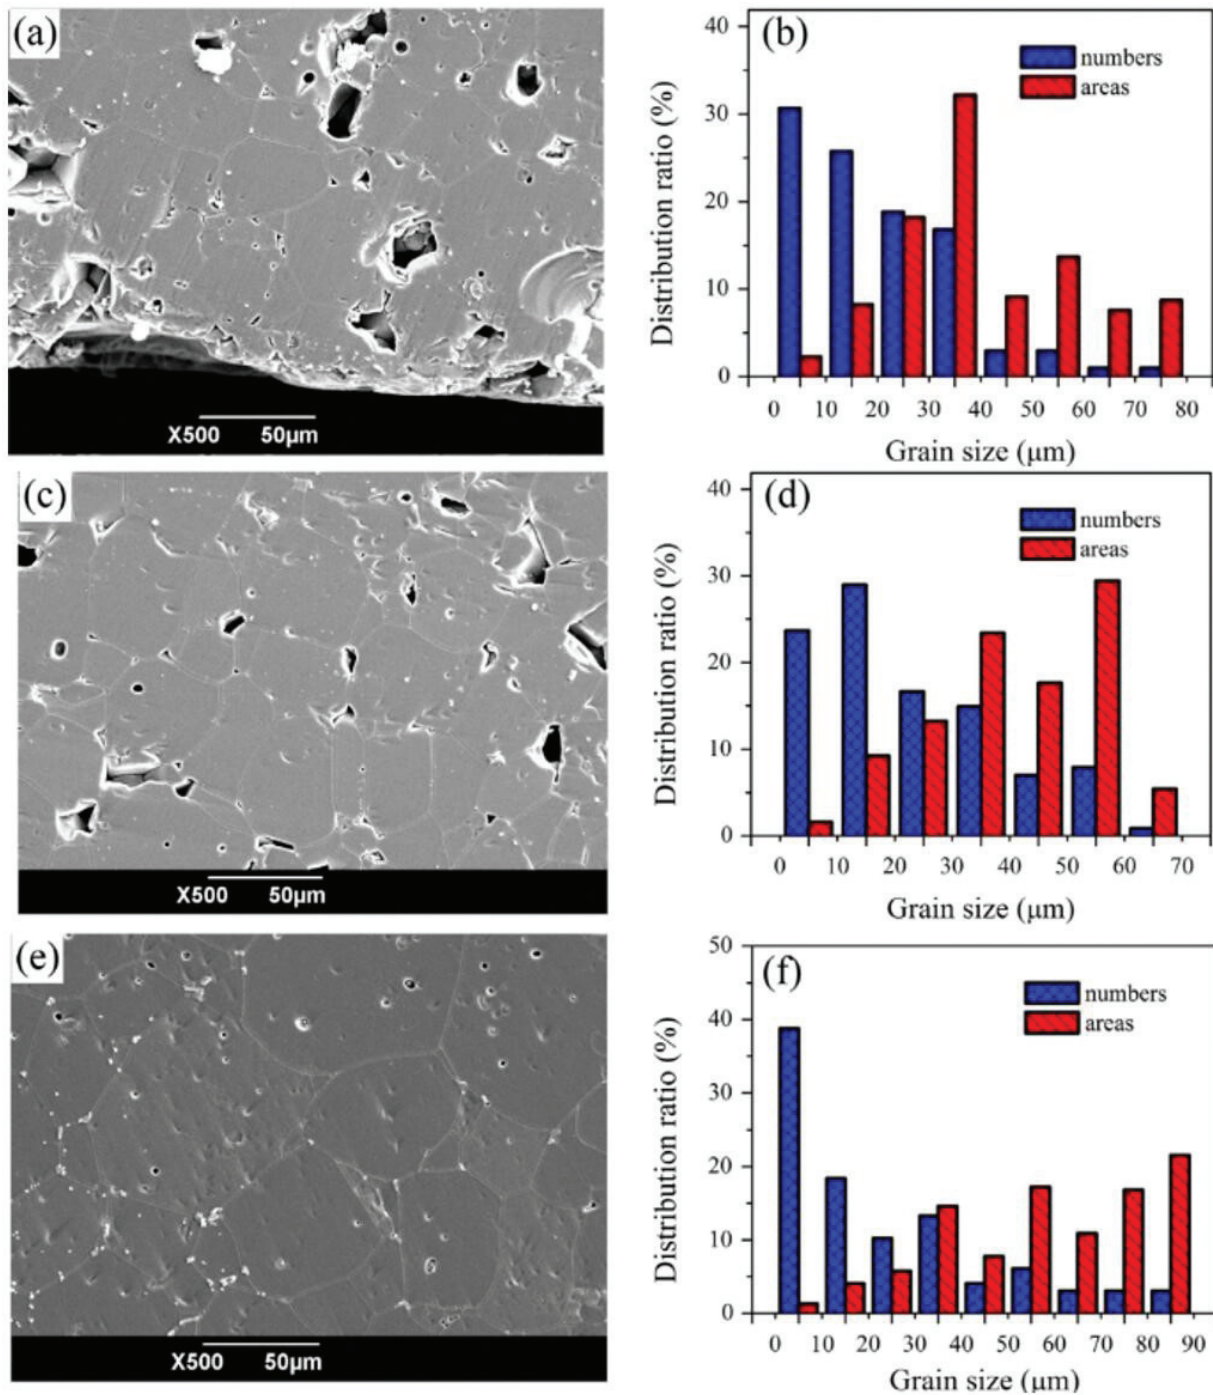 (a)
X500 50μm
(b)
numbers
areas
Distribution ratio (%)
40
30
20
10
0
0 10 20 30 40 50 60 70 80
Grain size (μm)
(c)
X500 50μm
(d)
numbers
areas
Distribution ratio (%)
40
30
20
10
0
0 10 20 30 40 50 60 70
Grain size (μm)
(e)
X500 50μm
(f)
numbers
areas
Distribution ratio (%)
50
40
30
20
10
0
0 10 20 30 40 50 60 70 80 90
Grain size (μm)